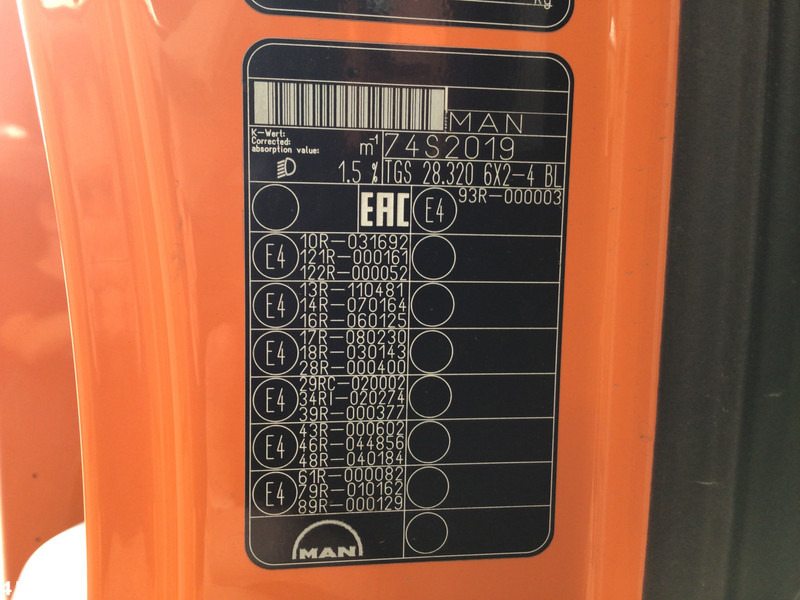 kg
MAN
K-Wert:
Corrected:
absorption value:
m⁻¹
74S2019
1.5 %
TGS 28.320 6X2-4 BL
EAC
E4
93R-000003
E4
10R-031692
121R-000161
122R-000052
E4
13R-110481
14R-070164
16R-060125
E4
17R-080230
18R-030143
28R-000400
E4
29RC-020002
34RI-020274
39R-000377
E4
43R-000602
46R-044856
48R-040184
E4
61R-000082
79R-010162
89R-000129
MAN